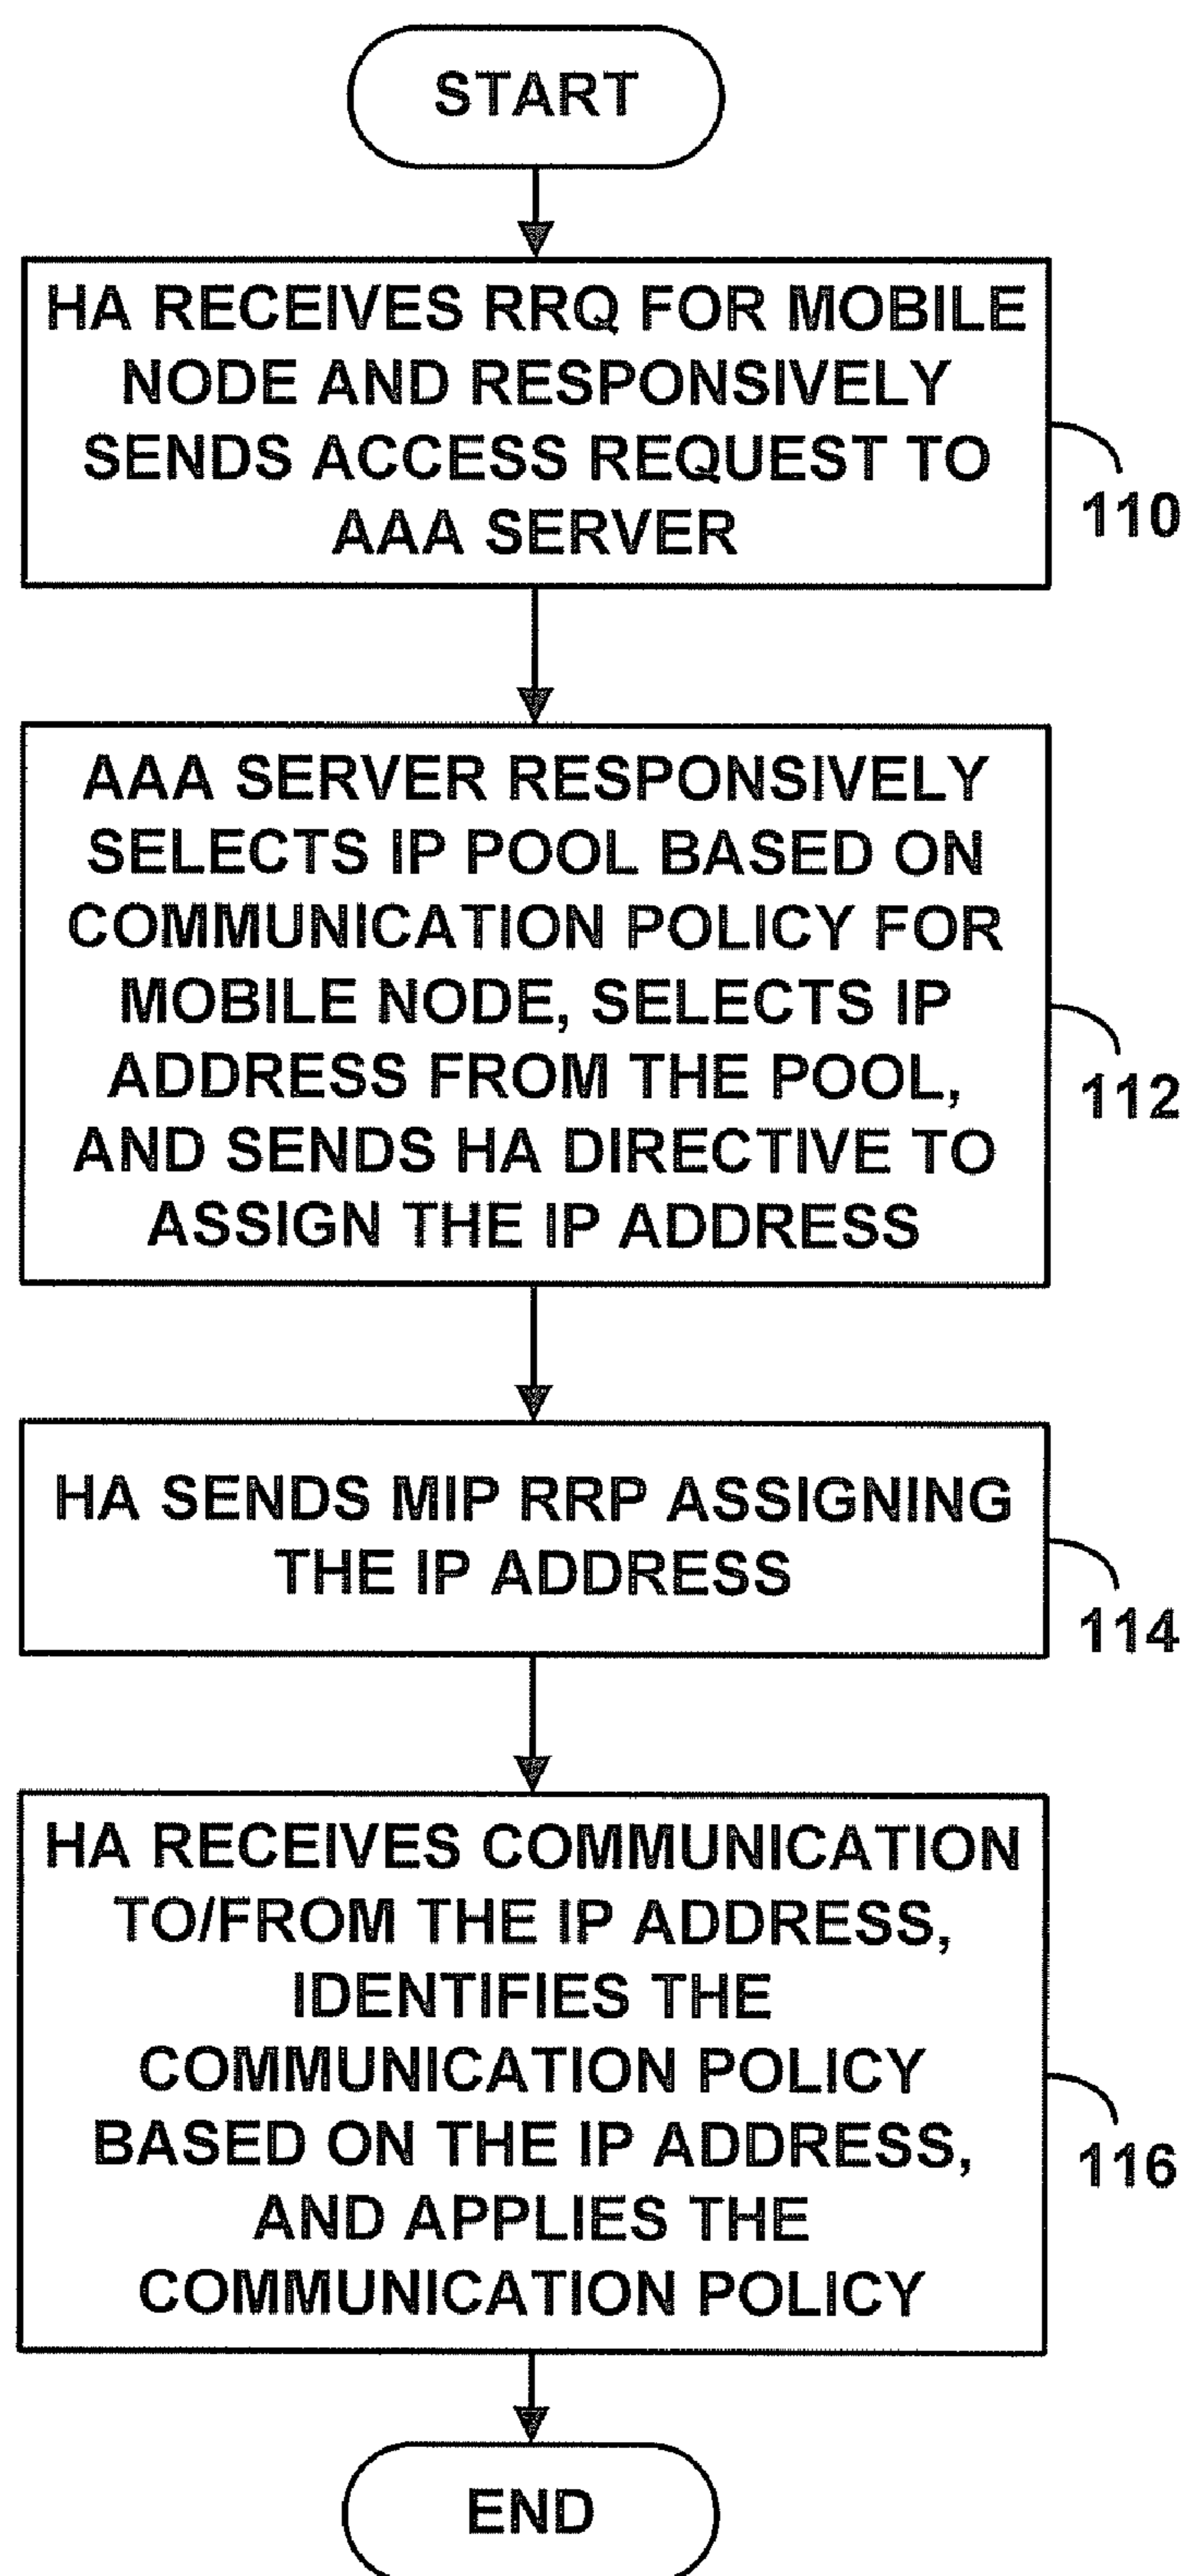 START
HA RECEIVES RRQ FOR MOBILE
NODE AND RESPONSIVELY
SENDS ACCESS REQUEST TO
AAA SERVER
110
AAA SERVER RESPONSIVELY
SELECTS IP POOL BASED ON
COMMUNICATION POLICY FOR
MOBILE NODE, SELECTS IP
ADDRESS FROM THE POOL,
AND SENDS HA DIRECTIVE TO
ASSIGN THE IP ADDRESS
112
HA SENDS MIP RRP ASSIGNING
THE IP ADDRESS
114
HA RECEIVES COMMUNICATION
TO/FROM THE IP ADDRESS,
IDENTIFIES THE
COMMUNICATION POLICY
BASED ON THE IP ADDRESS,
AND APPLIES THE
COMMUNICATION POLICY
116
END